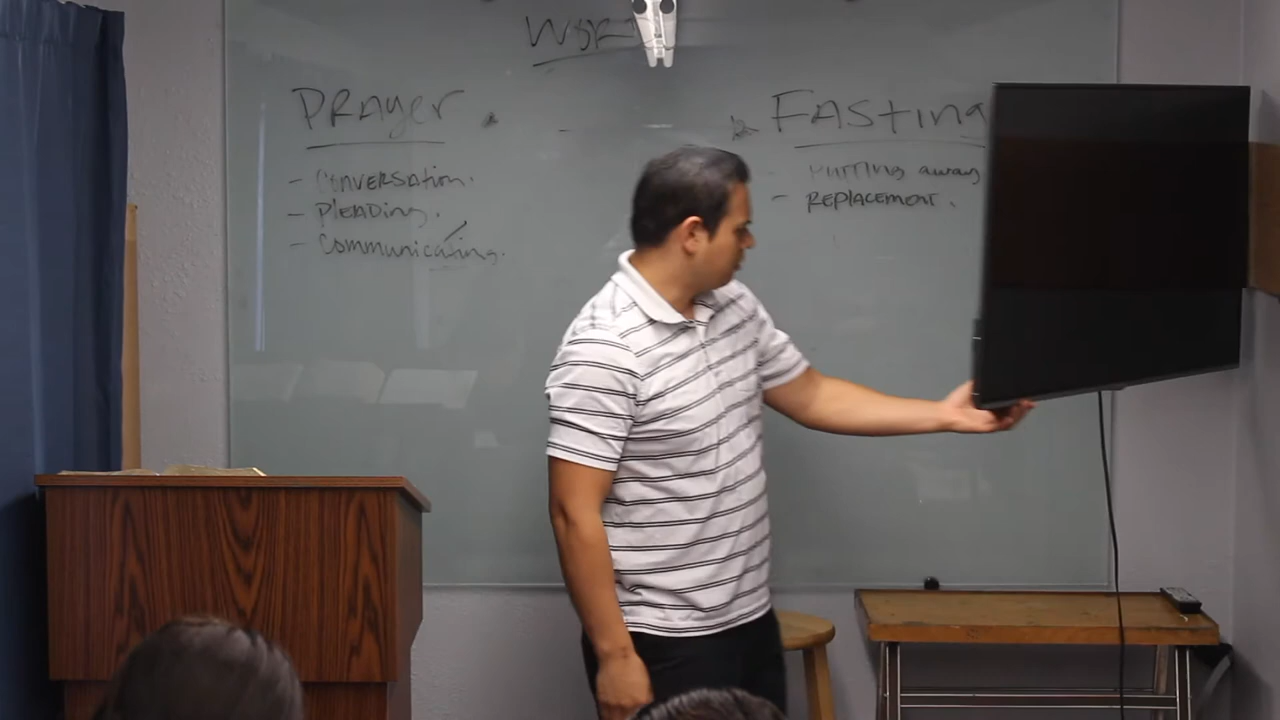 PRAyer
- CONVERSATION.
- PlEADing.
- Communicating.
FASting
- Putting away
- REPLACEMENT.